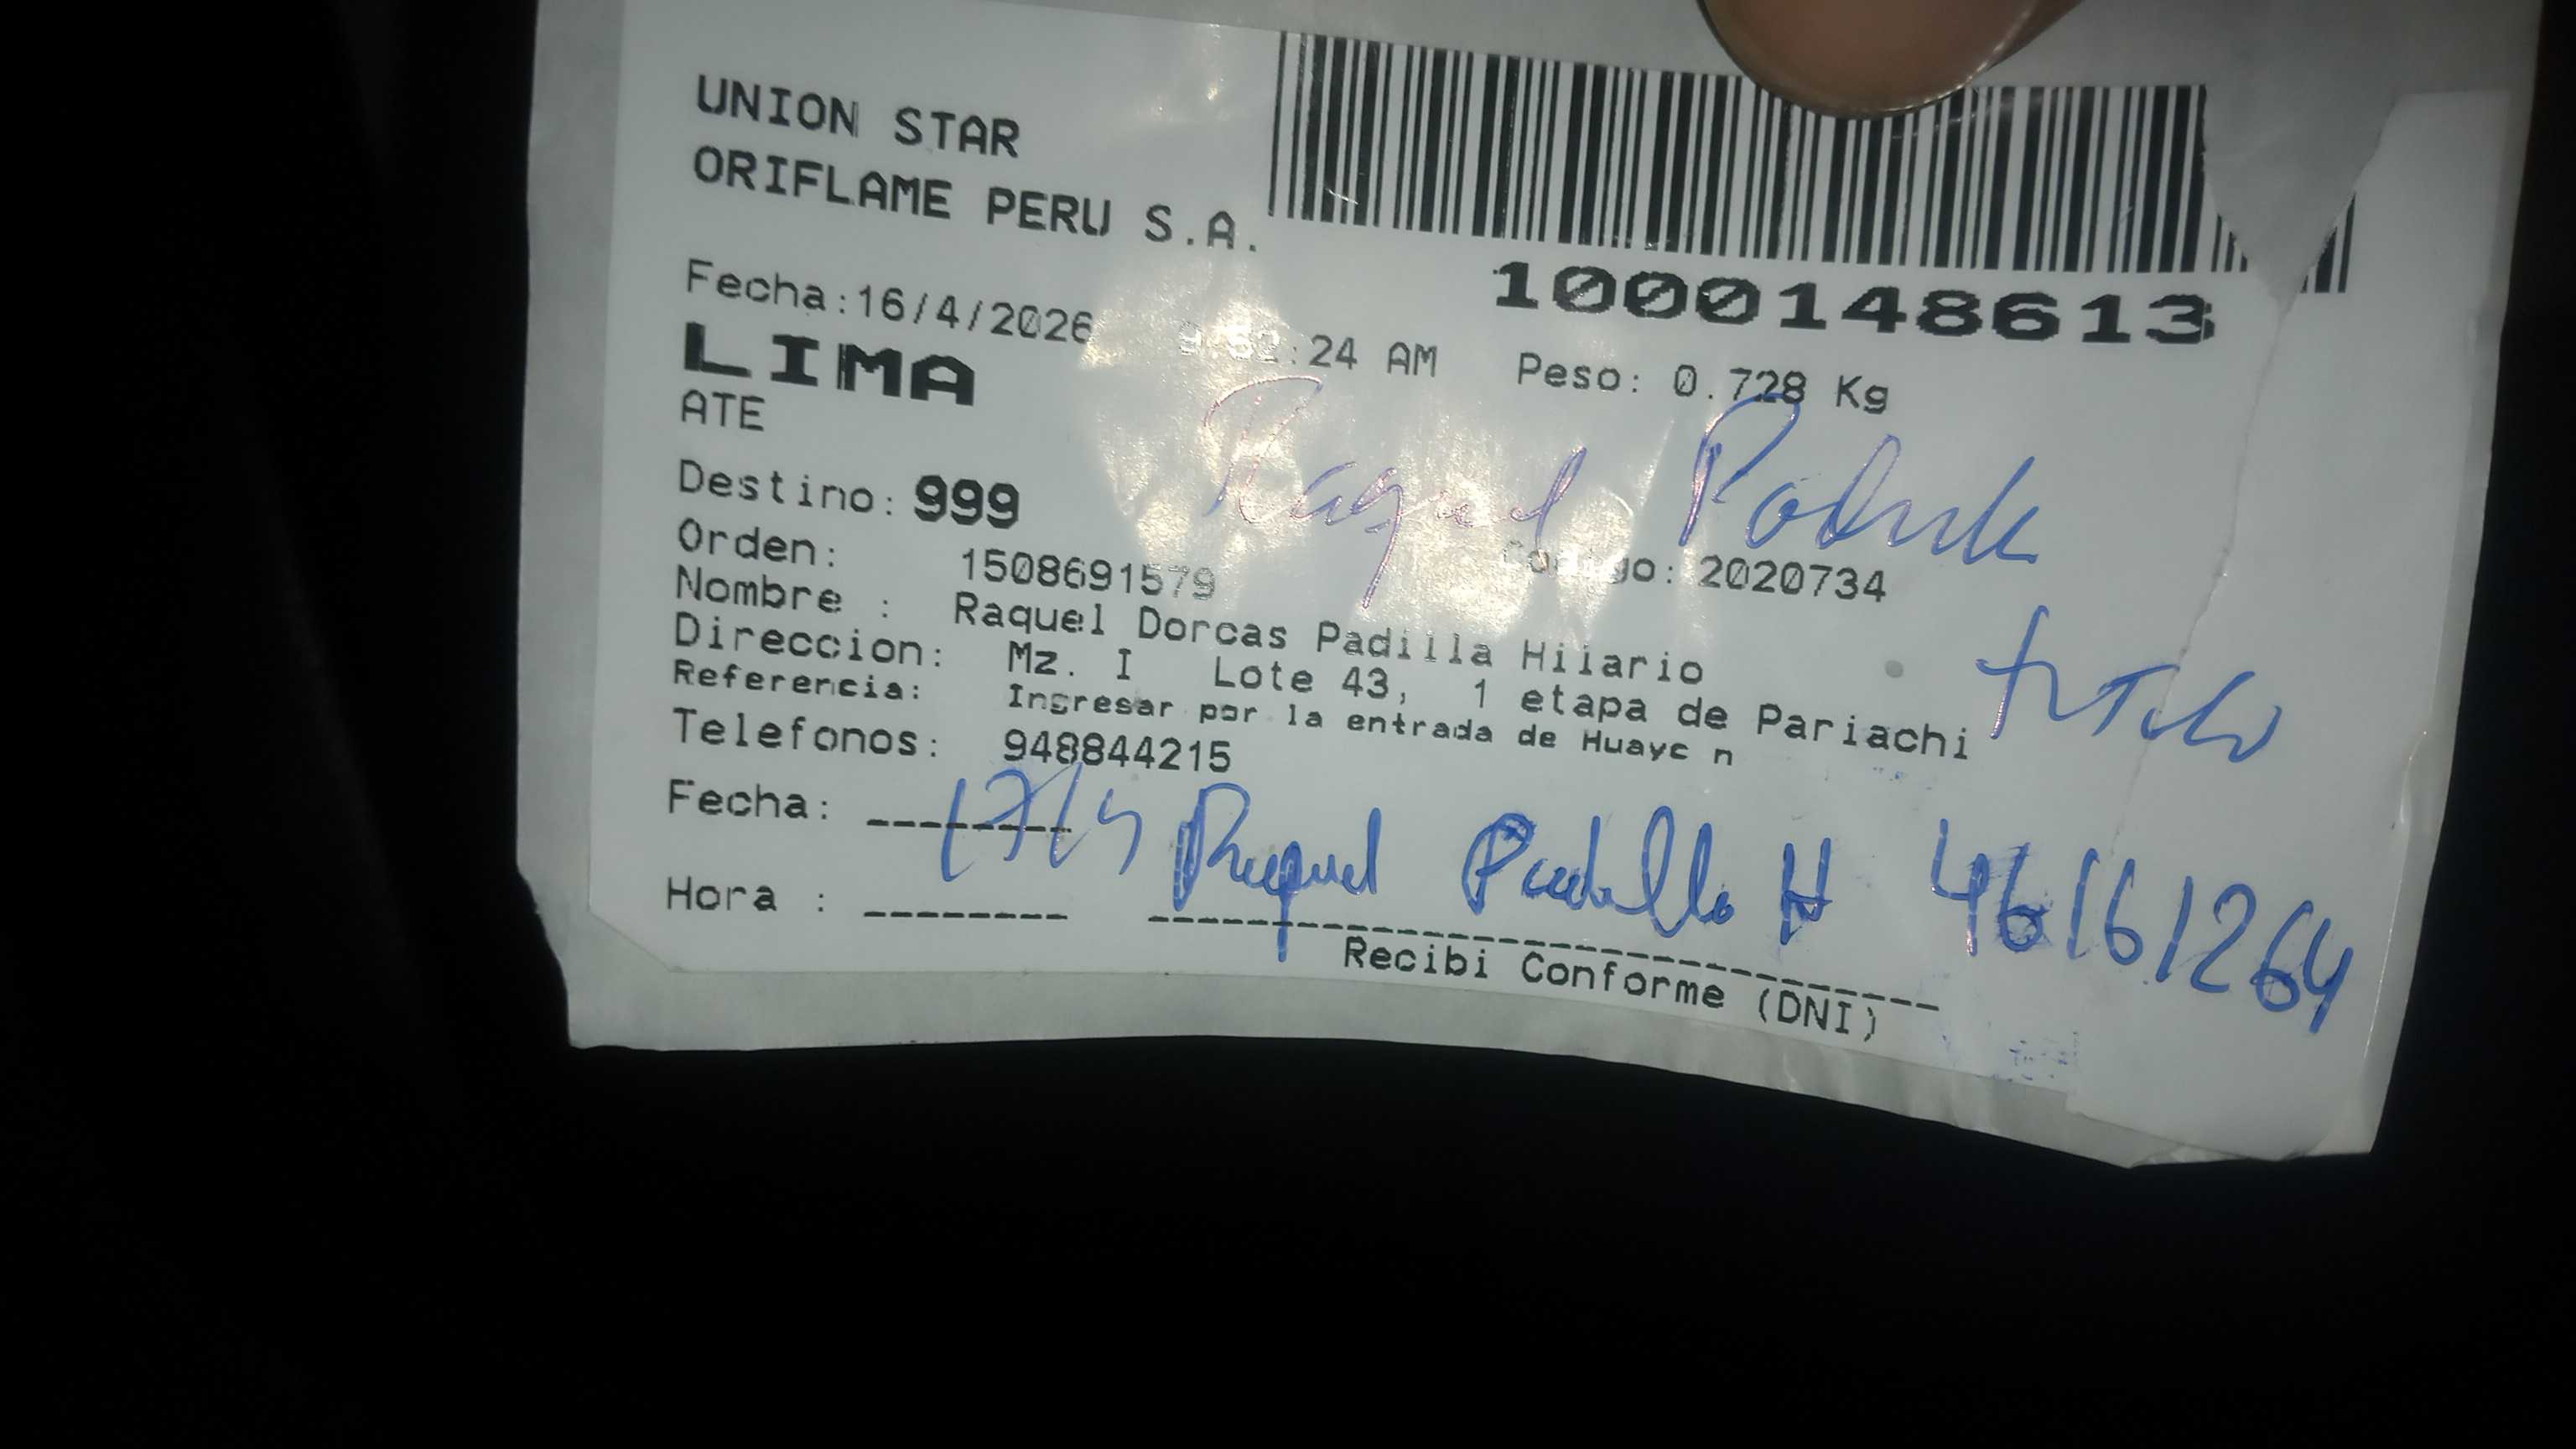 UNION STAR
ORIFLAME PERU S.A.
1000148613
Fecha:16/4/2026 9:52:24 AM Peso: 0.728 Kg
LIMA
ATE
Raquel
Destino: 999
Orden: 1508691579 Codigo: 2020734
Nombre : Raquel Dorcas Padilla Hilario
Direccion: Mz. I Lote 43, 1 etapa de Pariachi
Referencia: Ingresar por la entrada de Huayc n
Telefonos: 948844215
Fecha: 17/4
Raquel Padilla H 46161264
Hora :
Recibi Conforme (DNI)